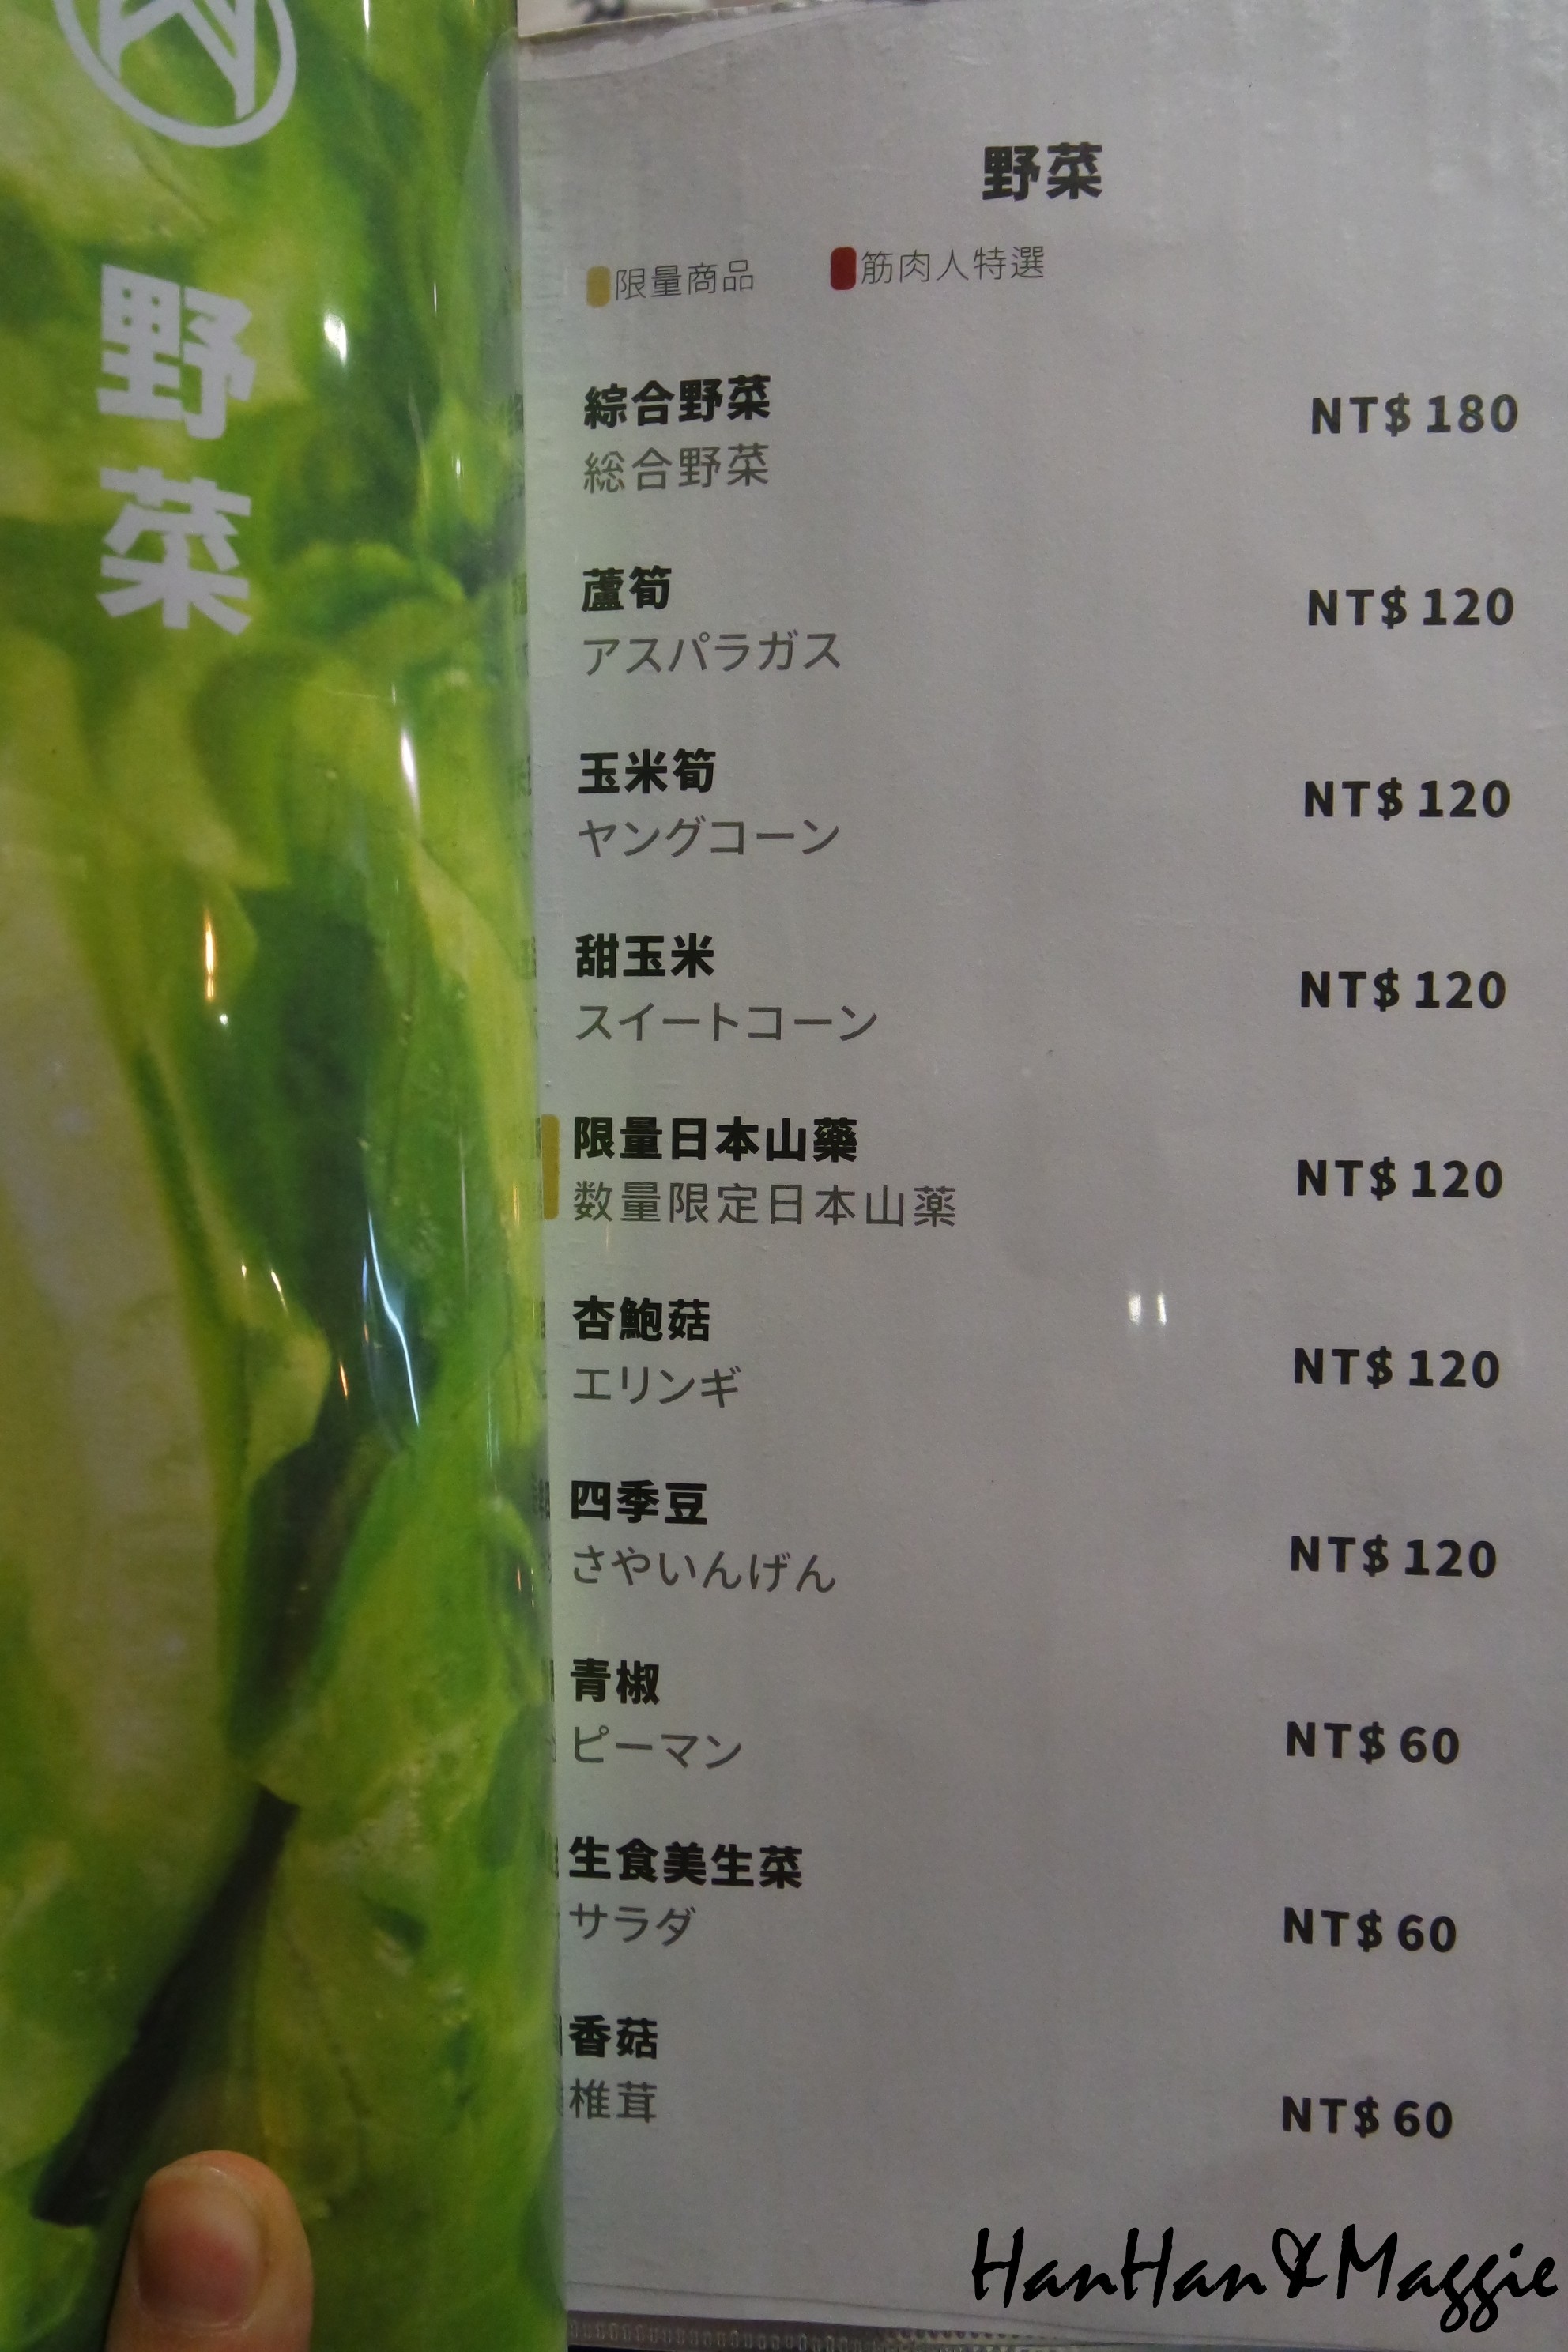 野菜
野菜
限量商品 筋肉人特選
綜合野菜 NT$ 180
総合野菜
蘆筍 NT$ 120
アスパラガス
玉米筍 NT$ 120
ヤングコーン
甜玉米 NT$ 120
スイートコーン
限量日本山藥 NT$ 120
数量限定日本山薬
杏鮑菇 NT$ 120
エリンギ
四季豆 NT$ 120
さやいんげん
青椒 NT$ 60
ピーマン
生食美生菜 NT$ 60
サラダ
香菇 NT$ 60
椎茸
HanHan&Maggie